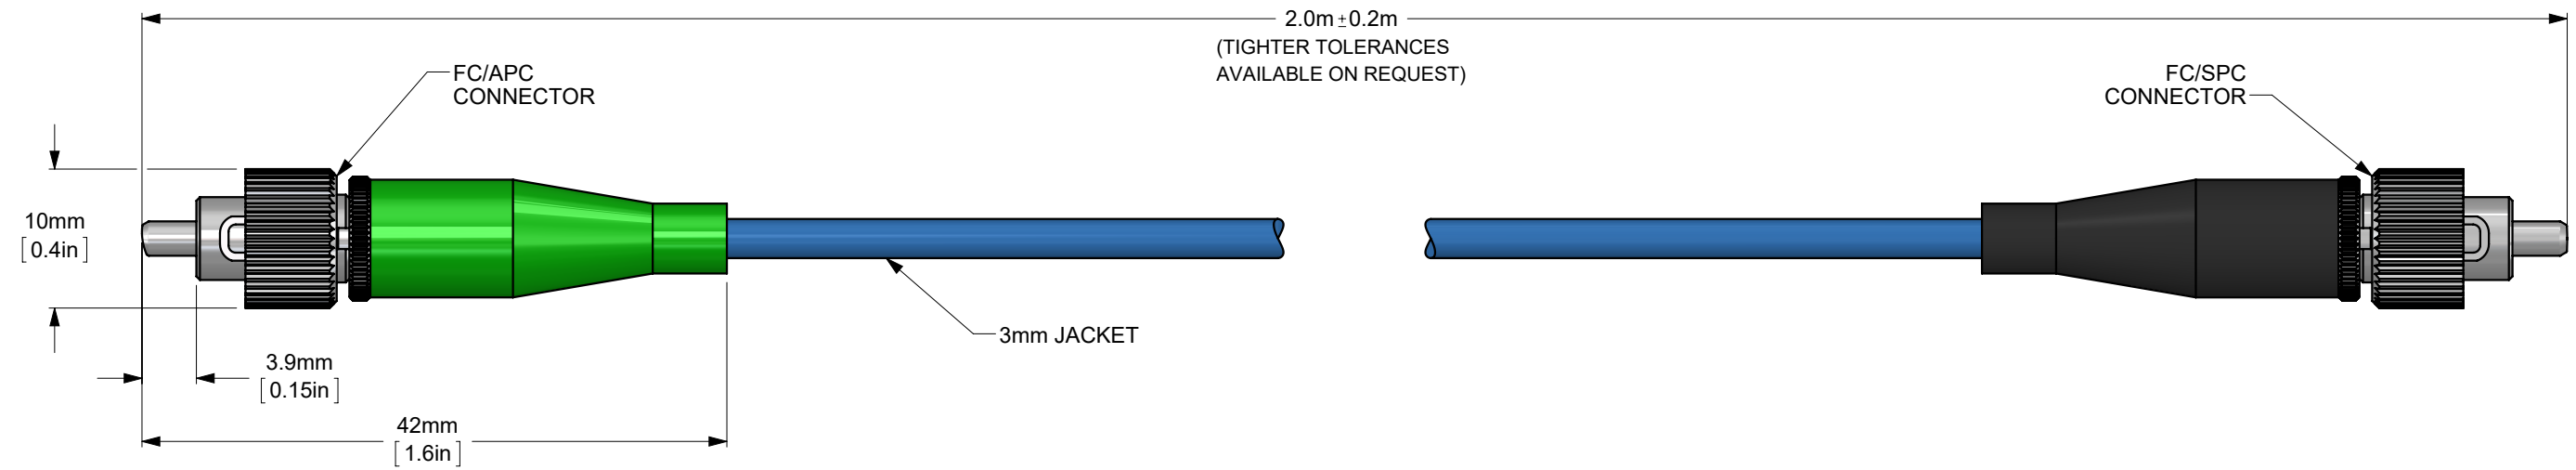 2.0m±0.2m
(TIGHTER TOLERANCES
AVAILABLE ON REQUEST)
FC/APC
CONNECTOR
FC/SPC
CONNECTOR
10mm
[0.4in]
3mm JACKET
3.9mm
[0.15in]
42mm
[1.6in]